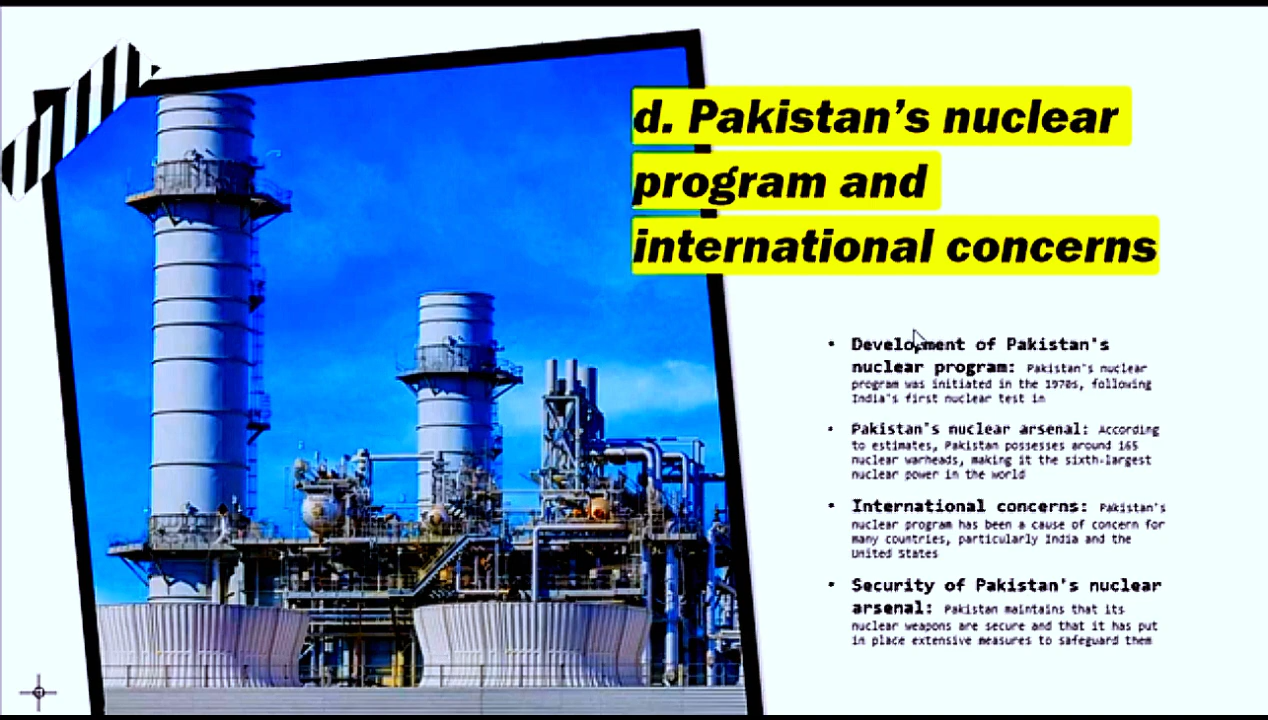 d. Pakistan's nuclear
program and
international concerns
• Development of Pakistan's
nuclear program: Pakistan's nuclear
program was initiated in the 1970s, following
India's first nuclear test in
• Pakistan's nuclear arsenal: According
to estimates, Pakistan possesses around 165
nuclear warheads, making it the sixth-largest
nuclear power in the world
• International concerns: Pakistan's
nuclear program has been a cause of concern for
many countries, particularly India and the
United States
• Security of Pakistan's nuclear
arsenal: Pakistan maintains that its
nuclear weapons are secure and that it has put
in place extensive measures to safeguard them